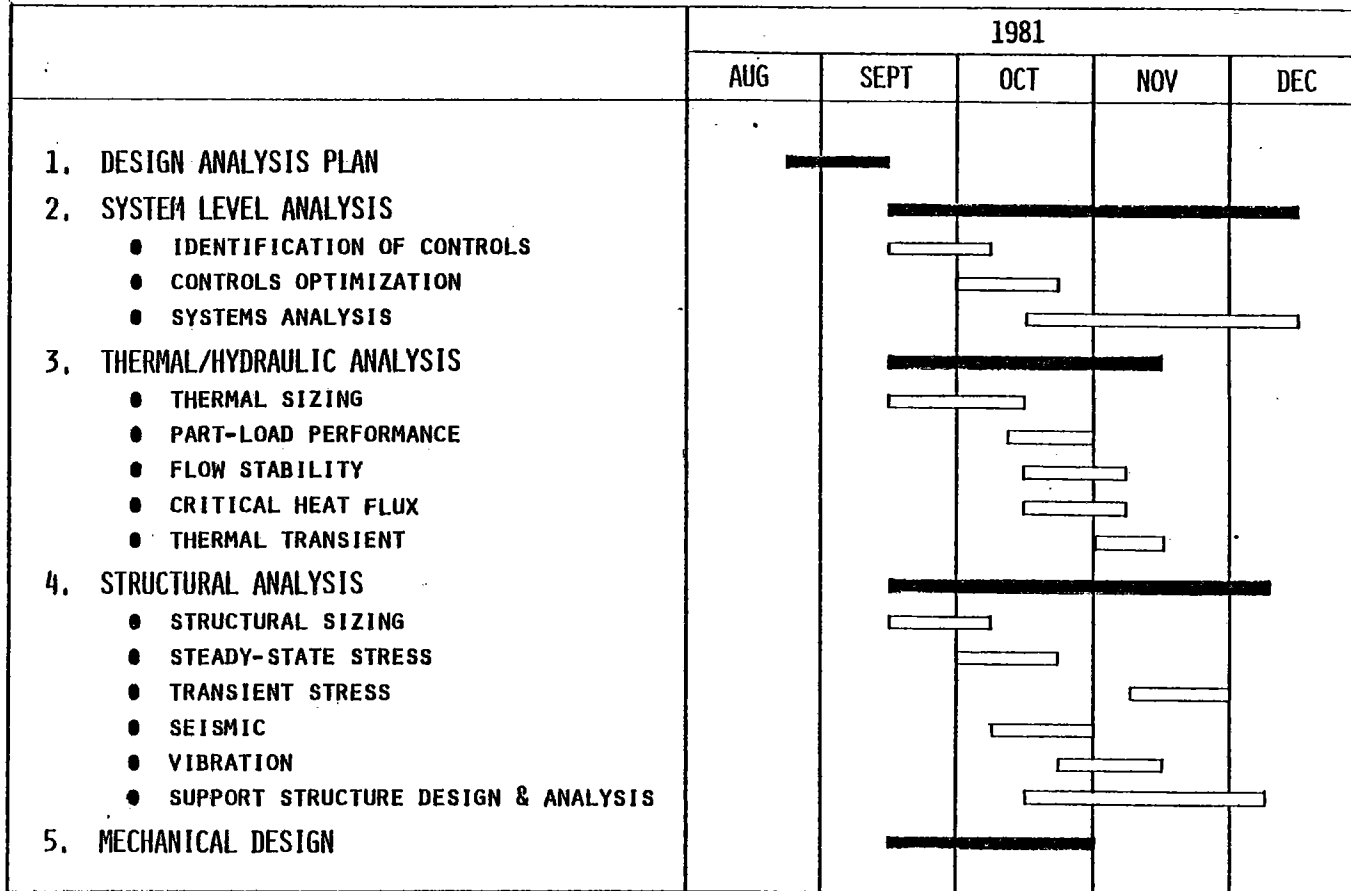 1981
AUG SEPT OCT NOV DEC
1. DESIGN ANALYSIS PLAN
2. SYSTEM LEVEL ANALYSIS
● IDENTIFICATION OF CONTROLS
● CONTROLS OPTIMIZATION
● SYSTEMS ANALYSIS
3. THERMAL/HYDRAULIC ANALYSIS
● THERMAL SIZING
● PART-LOAD PERFORMANCE
● FLOW STABILITY
● CRITICAL HEAT FLUX
● THERMAL TRANSIENT
4. STRUCTURAL ANALYSIS
● STRUCTURAL SIZING
● STEADY-STATE STRESS
● TRANSIENT STRESS
● SEISMIC
● VIBRATION
● SUPPORT STRUCTURE DESIGN & ANALYSIS
5. MECHANICAL DESIGN